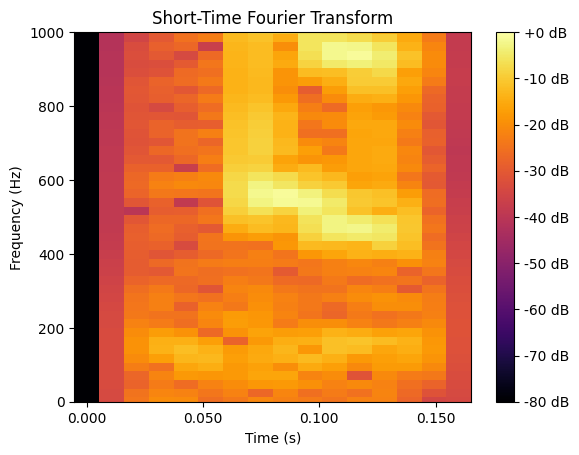 Short-Time Fourier Transform
+0 dB
-10 dB
-20 dB
-30 dB
-40 dB
-50 dB
-60 dB
-70 dB
-80 dB
1000
800
600
400
200
0
Frequency (Hz)
0.000
0.050
0.100
0.150
Time (s)